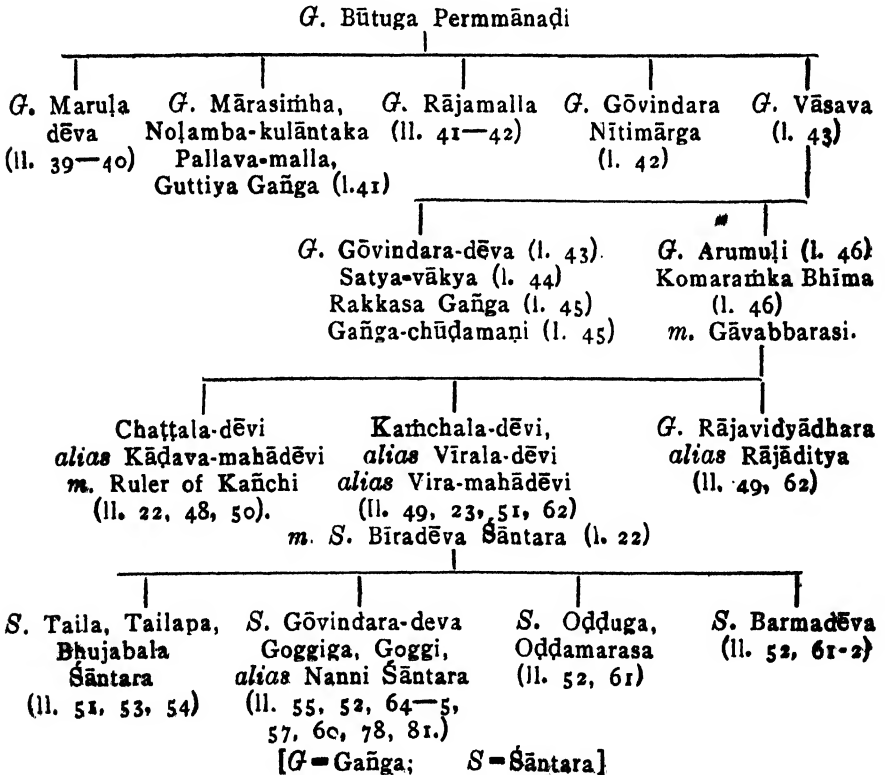 G. Būtuga Permmānaḍi
G. Maruḷa G. Mārasiṁha, G. Rājamalla G. Gōvindara G. Vāsava
dēva Noḷamba-kulāntaka (ll. 41—42) Nītimārga (l. 43)
(ll. 39—40) Pallava-malla, (l. 42)
Guttiya Gañga (l.41)
G. Gōvindara-dēva (l. 43). G. Arumuḷi (l. 46)
Satya-vākya (l. 44) Komaraṁka Bhīma
Rakkasa Gañga (l. 45) (l. 46)
Gañga-chūḍamaṇi (l. 45) m. Gāvabbarasi.
Chaṭṭala-dēvi Kaṁchala-dēvi, G. Rājavidyādhara
alias Kāḍava-mahādēvi alias Vīrala-dēvi alias Rājāditya
m. Ruler of Kañchi alias Vira-mahādēvi (ll. 49, 62)
(ll. 22, 48, 50). (ll. 49, 23, 51, 62)
m. S. Bīradēva Śāntara (l. 22)
S. Taila, Tailapa, S. Gōvindara-deva S. Oḍḍuga, S. Barmadēva
Bhujabala Goggiga, Goggi, Oḍḍamarasa (ll. 52, 61-2)
Śāntara alias Nanni Śāntara (ll. 52, 61)
(ll. 51, 53, 54) (ll. 55, 52, 64—5,
57, 60, 78, 81.)
[G=Gañga; S=Śāntara]